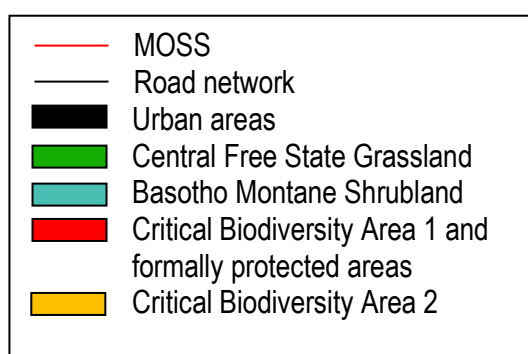 MOSS
Road network
Urban areas
Central Free State Grassland
Basotho Montane Shrubland
Critical Biodiversity Area 1 and
formally protected areas
Critical Biodiversity Area 2